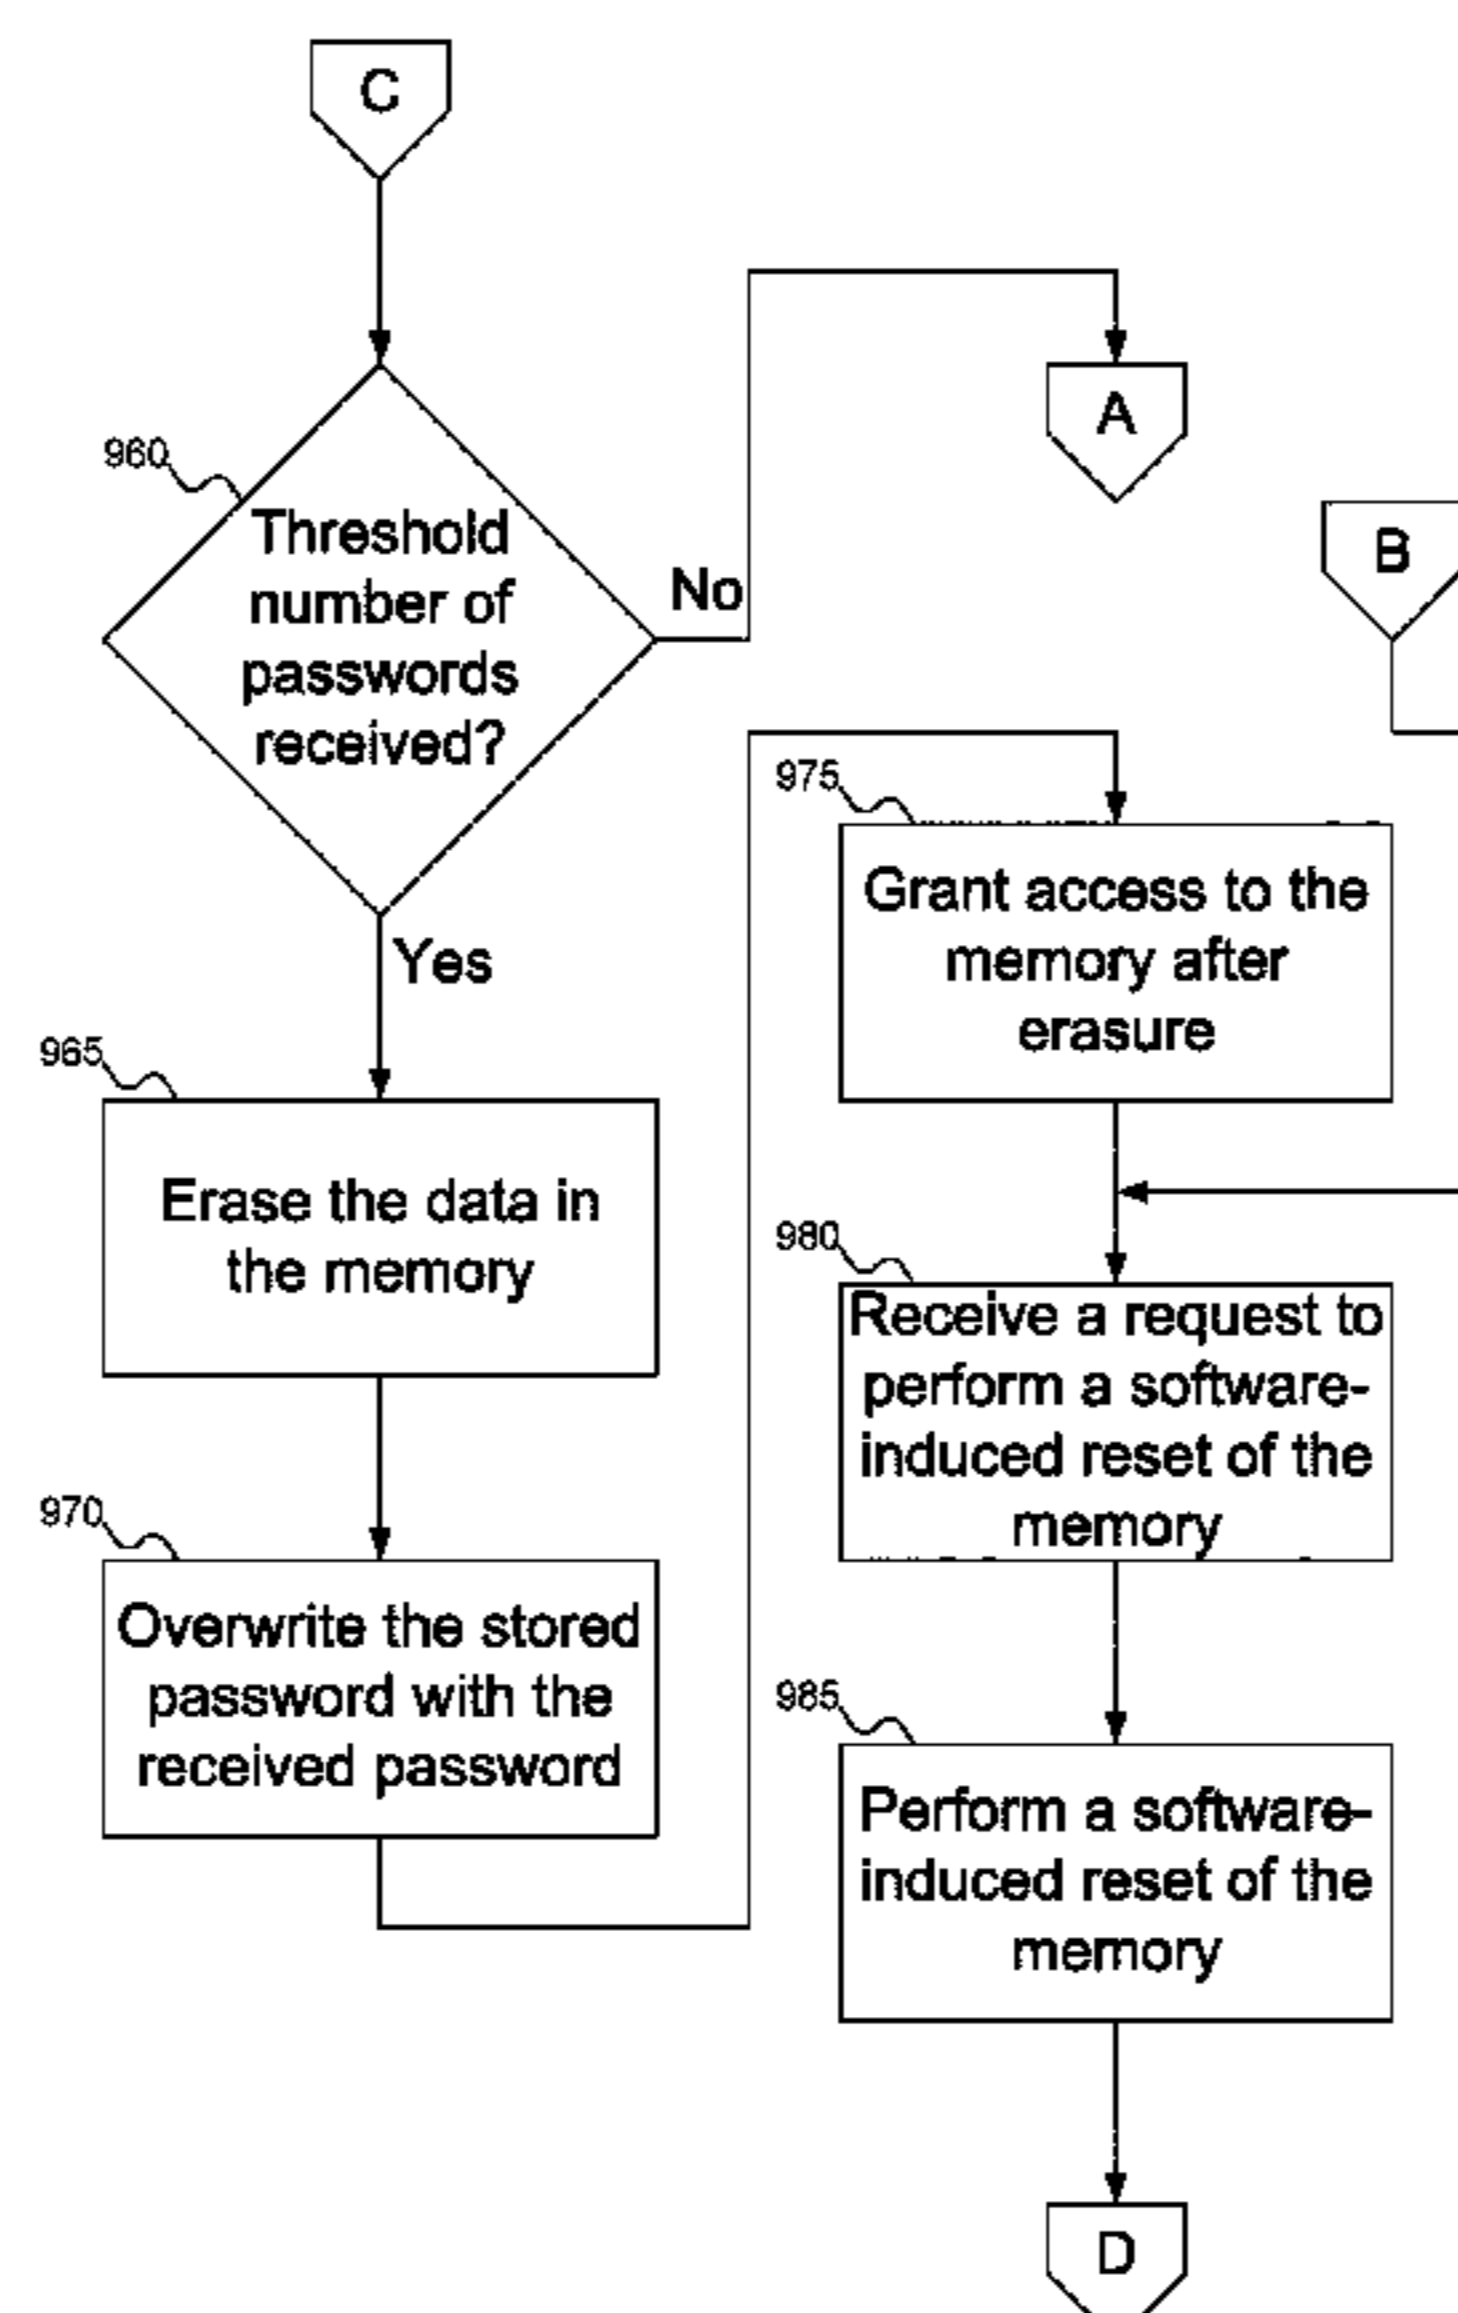 C
960
Threshold
number of
passwords
received?
No
Yes
965
Erase the data in
the memory
970
Overwrite the stored
password with the
received password
A
B
975
Grant access to the
memory after
erasure
980
Receive a request to
perform a software-
induced reset of the
memory
985
Perform a software-
induced reset of the
memory
D